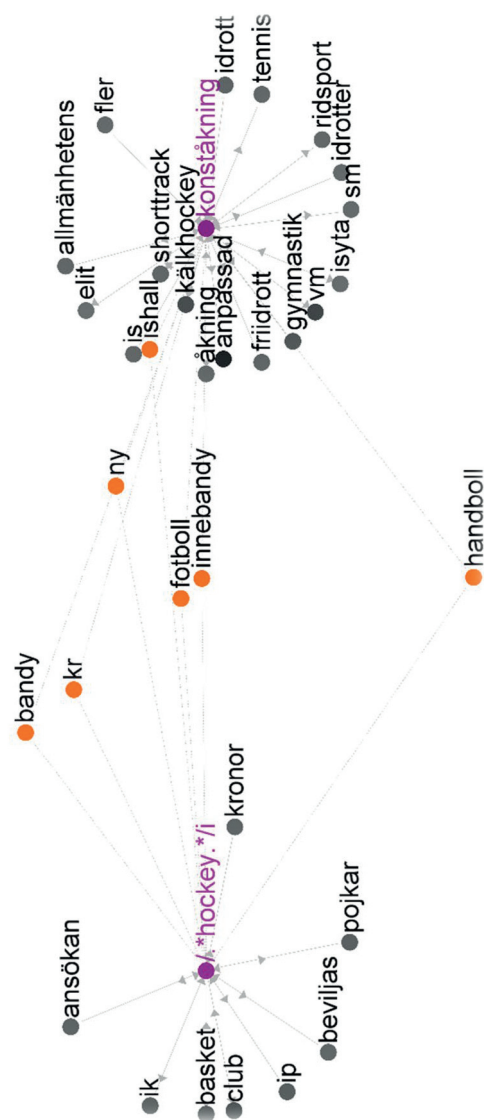 fler
idrott
tennis
ridsport
idrotter
sm
isyta
konståkning
allmänhetens
elit
shorttrack
kälkhockey
is
ishall
åkning
anpassad
friidrott
gymnastik
vm
ny
fotboll
innebandy
handboll
bandy
kr
kronor
/.*hockey.*/i
ansökan
ik
basket
club
ip
beviljas
pojkar